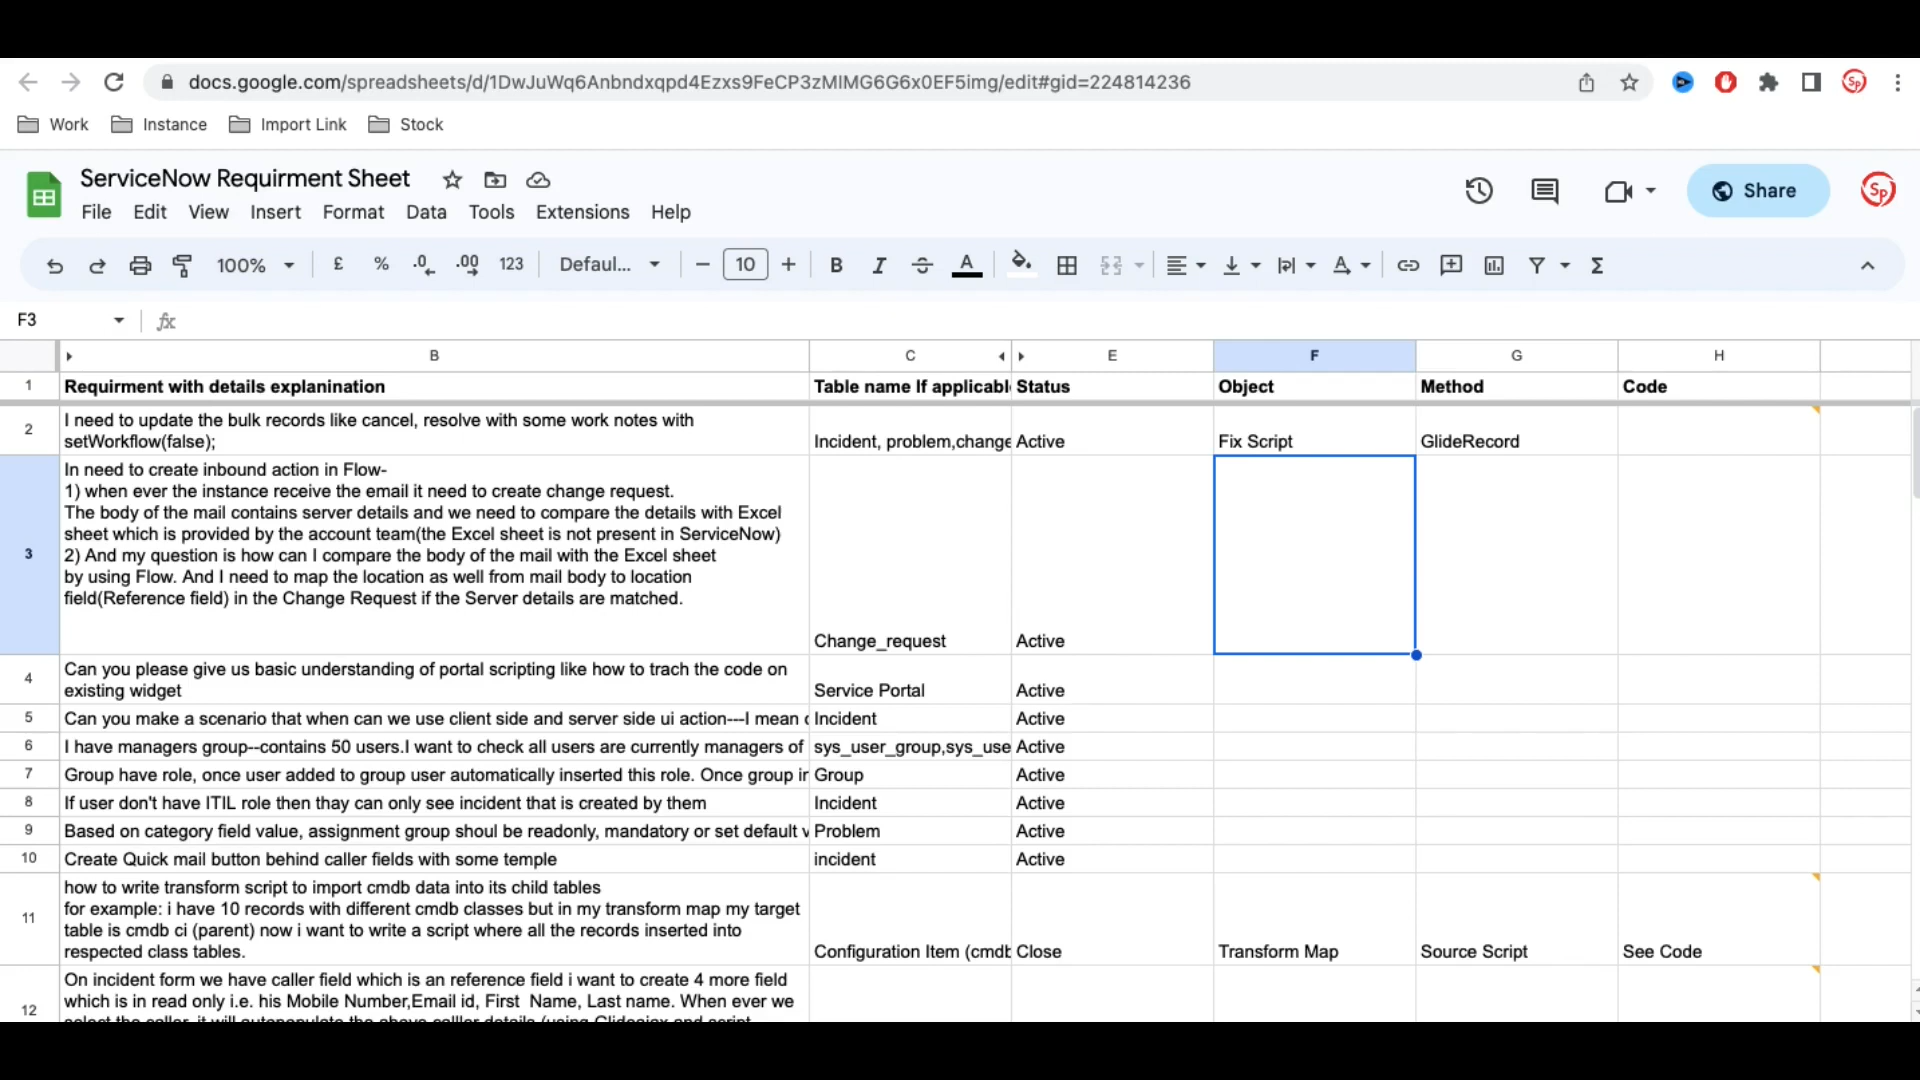 docs.google.com/spreadsheets/d/1DwJuWq6Anbndxqpd4Ezxs9FeCP3zMIMG6G6x0EF5img/edit#gid=224814236
Sp
Work Instance Import Link Stock
ServiceNow Requirment Sheet
File Edit View Insert Format Data Tools Extensions Help
Share
Sp
100% £ % .0 .00 123 Defaul... − 10 + B I A Σ
F3 fx
B C E F G H
1 Requirment with details explanination Table name If applicabl Status Object Method Code
I need to update the bulk records like cancel, resolve with some work notes with
2 setWorkflow(false); Incident, problem,change Active Fix Script GlideRecord
In need to create inbound action in Flow-
1) when ever the instance receive the email it need to create change request.
The body of the mail contains server details and we need to compare the details with Excel
sheet which is provided by the account team(the Excel sheet is not present in ServiceNow)
3 2) And my question is how can I compare the body of the mail with the Excel sheet
by using Flow. And I need to map the location as well from mail body to location
field(Reference field) in the Change Request if the Server details are matched.
Change_request Active
Can you please give us basic understanding of portal scripting like how to trach the code on
4 existing widget Service Portal Active
5 Can you make a scenario that when can we use client side and server side ui action---I mean Incident Active
6 I have managers group--contains 50 users.I want to check all users are currently managers of sys_user_group,sys_use Active
7 Group have role, once user added to group user automatically inserted this role. Once group Group Active
8 If user don't have ITIL role then thay can only see incident that is created by them Incident Active
9 Based on category field value, assignment group shoul be readonly, mandatory or set default Problem Active
10 Create Quick mail button behind caller fields with some temple incident Active
how to write transform script to import cmdb data into its child tables
for example: i have 10 records with different cmdb classes but in my transform map my target
11 table is cmdb ci (parent) now i want to write a script where all the records inserted into
respected class tables. Configuration Item (cmdb Close Transform Map Source Script See Code
On incident form we have caller field which is an reference field i want to create 4 more field
12 which is in read only i.e. his Mobile Number,Email id, First Name, Last name. When ever we